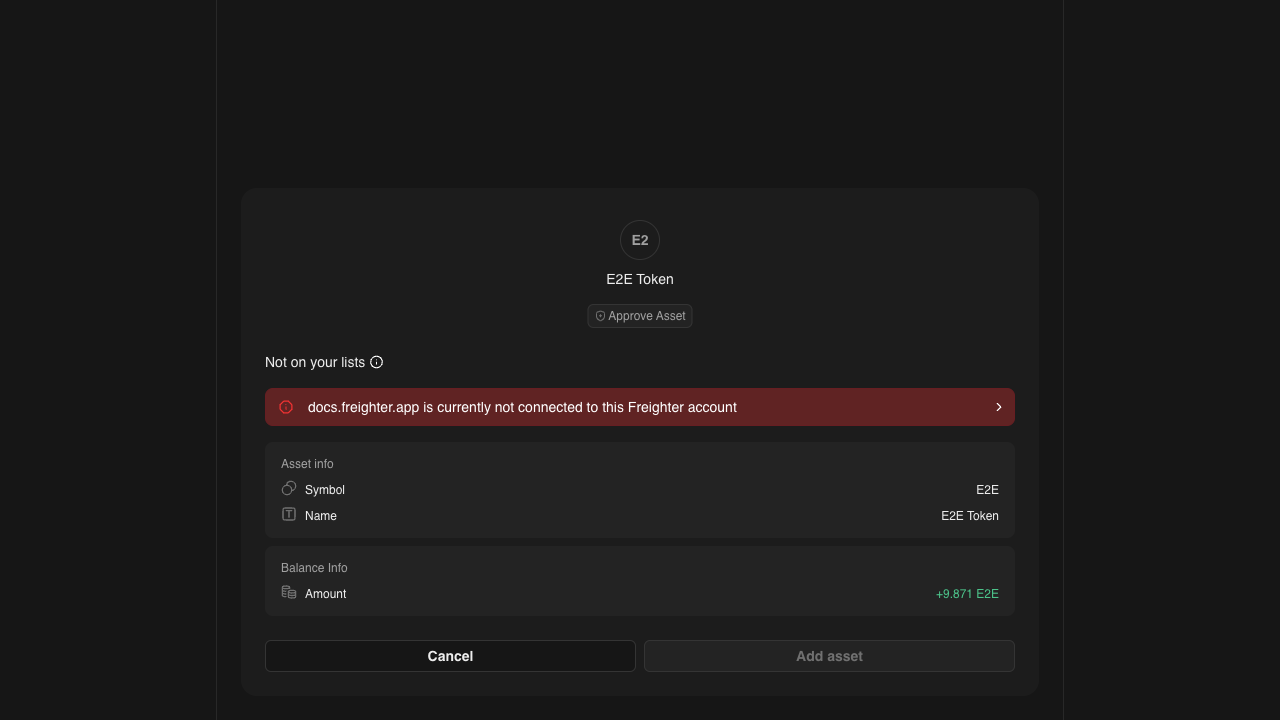 E2
E2E Token
Approve Asset
Not on your lists
docs.freighter.app is currently not connected to this Freighter account
Asset info
Symbol E2E
Name E2E Token
Balance Info
Amount +9.871 E2E
Cancel Add asset